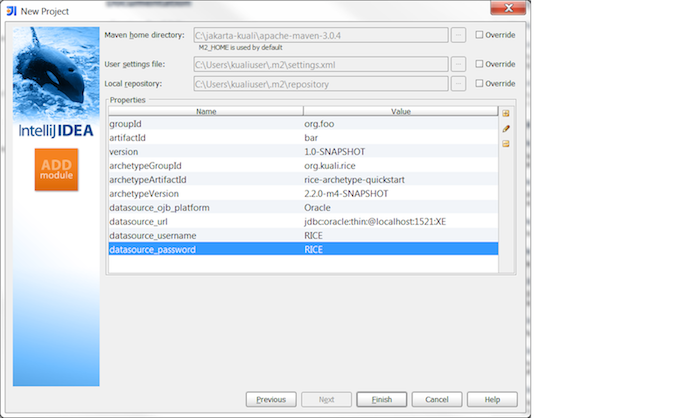 New Project
Maven home directory: C:\jakarta-kuali\apache-maven-3.0.4 ... Override
M2_HOME is used by default
User settings file: C:\Users\kualiuser\.m2\settings.xml ... Override
Local repository: C:\Users\kualiuser\.m2\repository ... Override
Properties
Name Value
groupId org.foo
artifactId bar
version 1.0-SNAPSHOT
archetypeGroupId org.kuali.rice
archetypeArtifactId rice-archetype-quickstart
archetypeVersion 2.2.0-m4-SNAPSHOT
datasource_ojb_platform Oracle
datasource_url jdbc:oracle:thin:@localhost:1521:XE
datasource_username RICE
datasource_password RICE
IntelliJ IDEA
ADD
module
Previous Next Finish Cancel Help